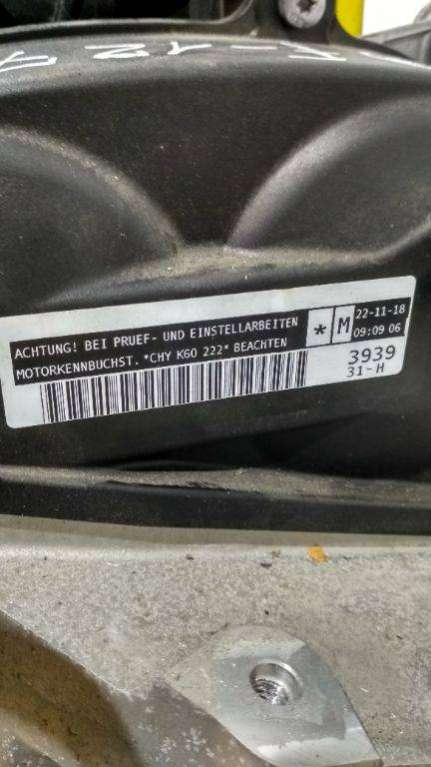 ACHTUNG! BEI PRUEF- UND EINSTELLARBEITEN
MOTORKENNBUCHST. *CHY K60 222* BEACHTEN
* M
22-11-18
09:09 06
3939
31-H